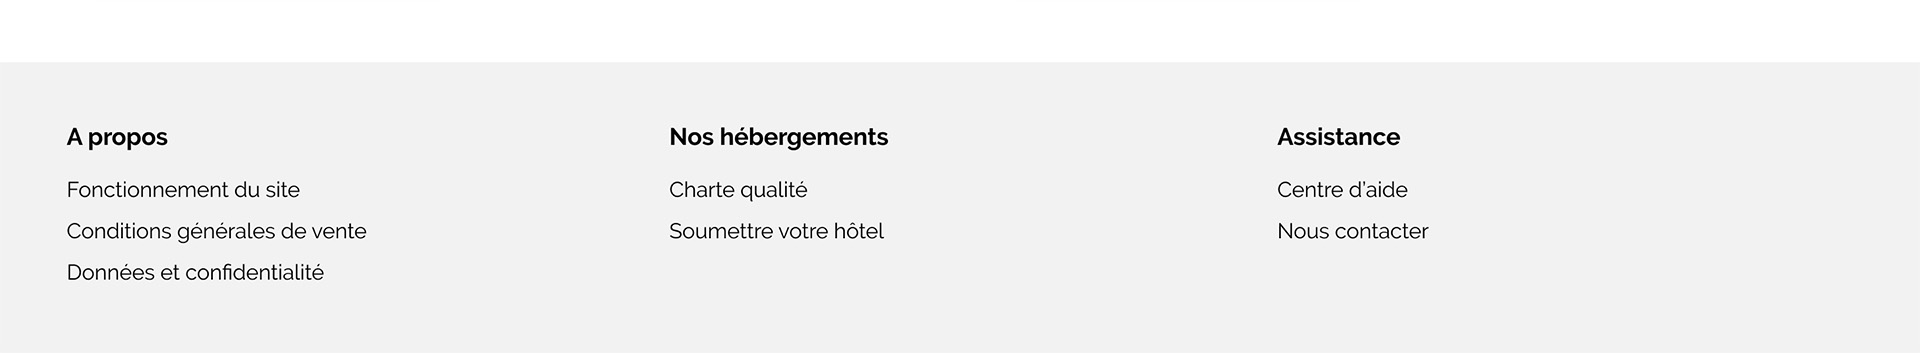 A propos
Fonctionnement du site
Conditions générales de vente
Données et confidentialité
Nos hébergements
Charte qualité
Soumettre votre hôtel
Assistance
Centre d’aide
Nous contacter